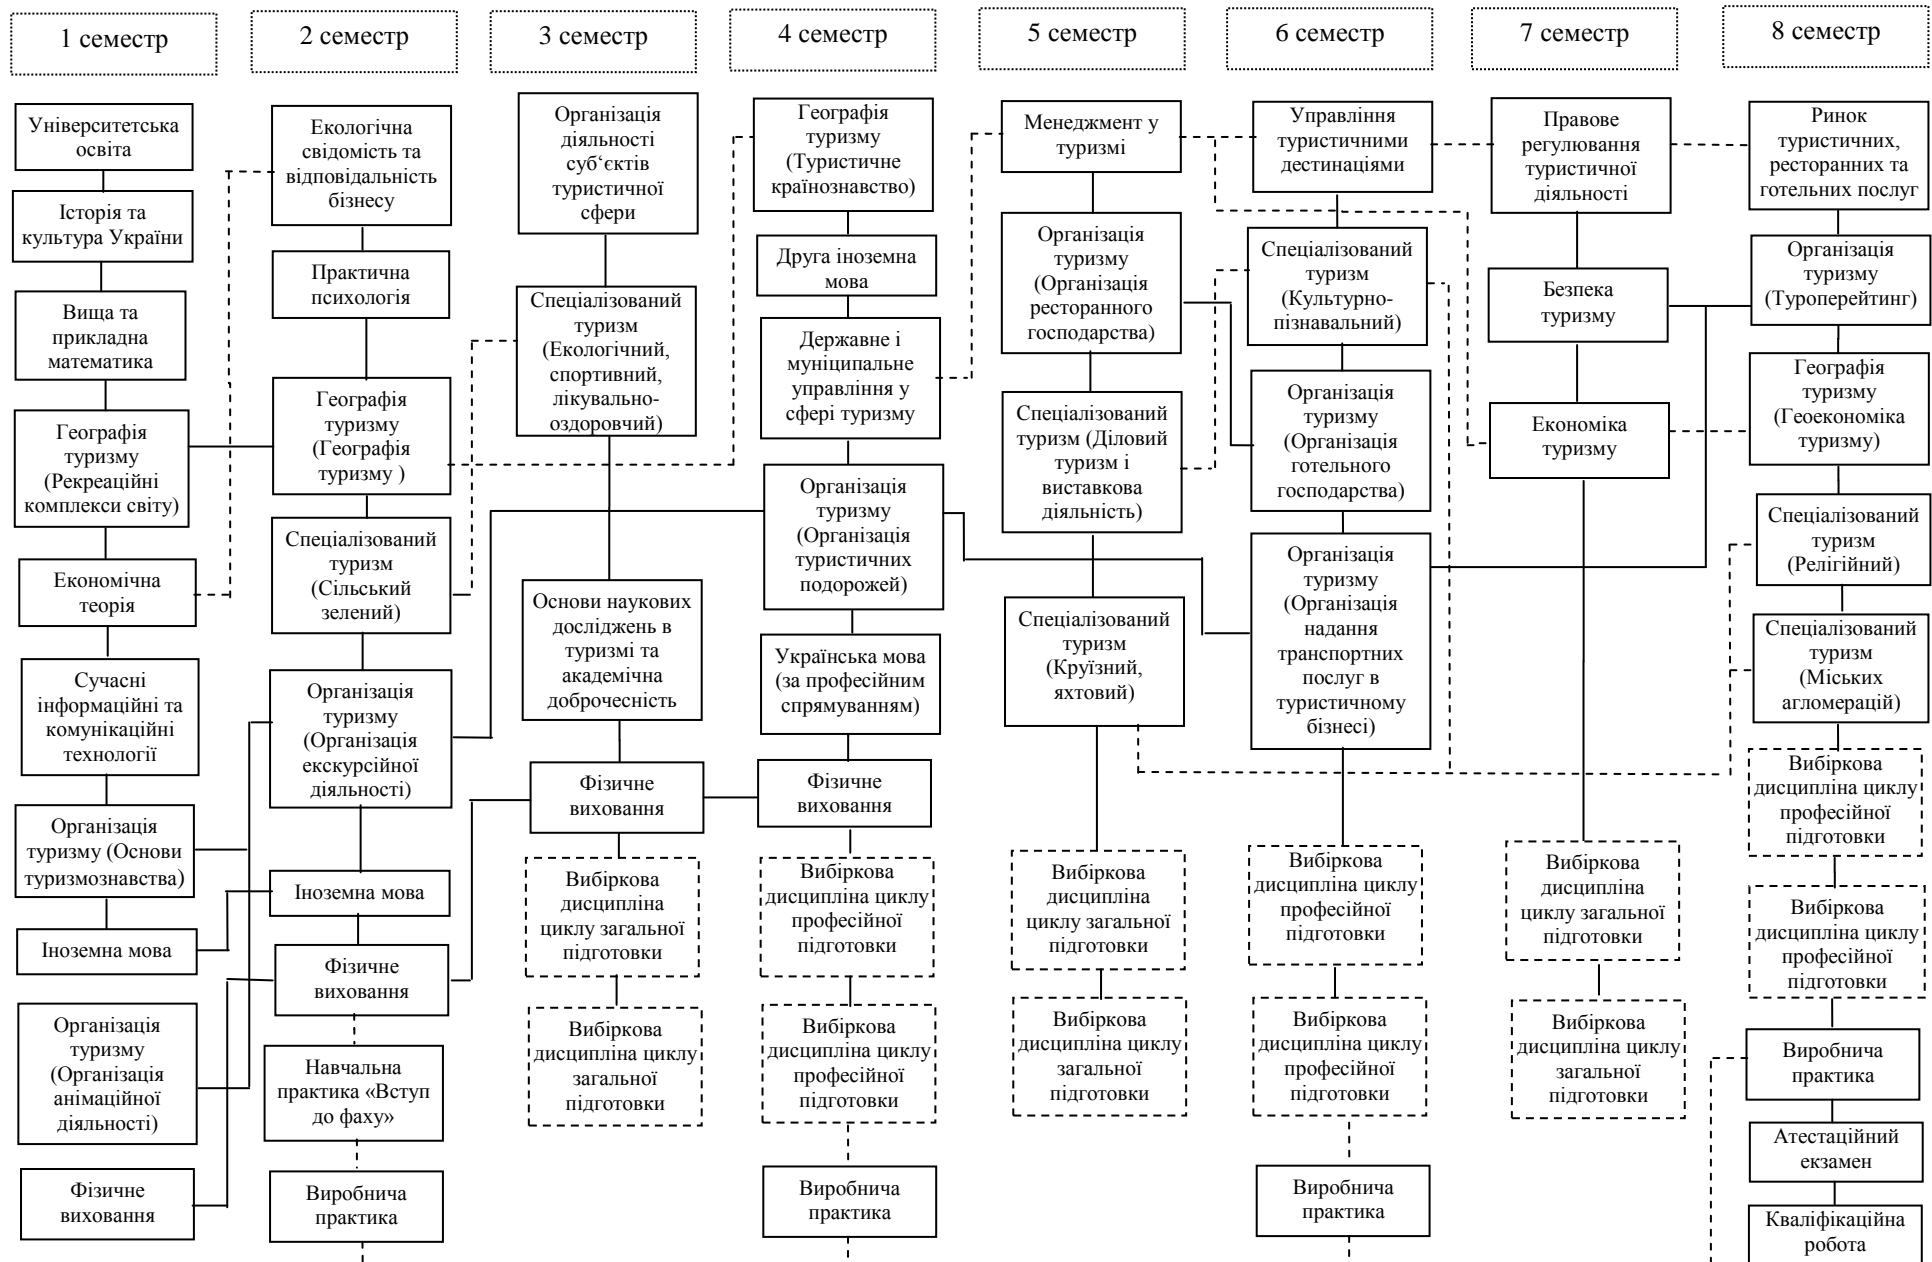 1 семестр
2 семестр
3 семестр
4 семестр
5 семестр
6 семестр
7 семестр
8 семестр
Університетська
освіта
Історія та
культура України
Вища та
прикладна
математика
Географія
туризму
(Рекреаційні
комплекси світу)
Економічна
теорія
Сучасні
інформаційні та
комунікаційні
технології
Організація
туризму (Основи
туризмознавства)
Іноземна мова
Організація
туризму
(Організація
анімаційної
діяльності)
Фізичне
виховання
Екологічна
свідомість та
відповідальність
бізнесу
Практична
психологія
Географія
туризму
(Географія
туризму )
Спеціалізований
туризм
(Сільський
зелений)
Організація
туризму
(Організація
екскурсійної
діяльності)
Іноземна мова
Фізичне
виховання
Навчальна
практика «Вступ
до фаху»
Виробнича
практика
Організація
діяльності
суб‘єктів
туристичної
сфери
Спеціалізований
туризм
(Екологічний,
спортивний,
лікувально-
оздоровчий)
Основи наукових
досліджень в
туризмі та
академічна
доброчесність
Фізичне
виховання
Вибіркова
дисципліна
циклу загальної
підготовки
Вибіркова
дисципліна циклу
загальної
підготовки
Географія
туризму
(Туристичне
країнознавство)
Друга іноземна
мова
Державне і
муніципальне
управління у
сфері туризму
Організація
туризму
(Організація
туристичних
подорожей)
Українська мова
(за професійним
спрямуванням)
Фізичне
виховання
Вибіркова
дисципліна циклу
професійної
підготовки
Вибіркова
дисципліна циклу
професійної
підготовки
Виробнича
практика
Менеджмент у
туризмі
Організація
туризму
(Організація
ресторанного
господарства)
Спеціалізований
туризм (Діловий
туризм і
виставкова
діяльність)
Спеціалізований
туризм
(Круїзний,
яхтовий)
Вибіркова
дисципліна
циклу загальної
підготовки
Вибіркова
дисципліна циклу
загальної
підготовки
Управління
туристичними
дестинаціями
Спеціалізований
туризм
(Культурно-
пізнавальний)
Організація
туризму
(Організація
готельного
господарства)
Організація
туризму
(Організація
надання
транспортних
послуг в
туристичному
бізнесі)
Вибіркова
дисципліна циклу
професійної
підготовки
Вибіркова
дисципліна циклу
професійної
підготовки
Виробнича
практика
Правове
регулювання
туристичної
діяльності
Безпека
туризму
Економіка
туризму
Вибіркова
дисципліна
циклу загальної
підготовки
Вибіркова
дисципліна циклу
загальної
підготовки
Ринок
туристичних,
ресторанних та
готельних послуг
Організація
туризму
(Туроперейтинг)
Географія
туризму
(Геоекономіка
туризму)
Спеціалізований
туризм
(Релігійний)
Спеціалізований
туризм
(Міських
агломерацій)
Вибіркова
дисципліна циклу
професійної
підготовки
Вибіркова
дисципліна циклу
професійної
підготовки
Виробнича
практика
Атестаційний
екзамен
Кваліфікаційна
робота